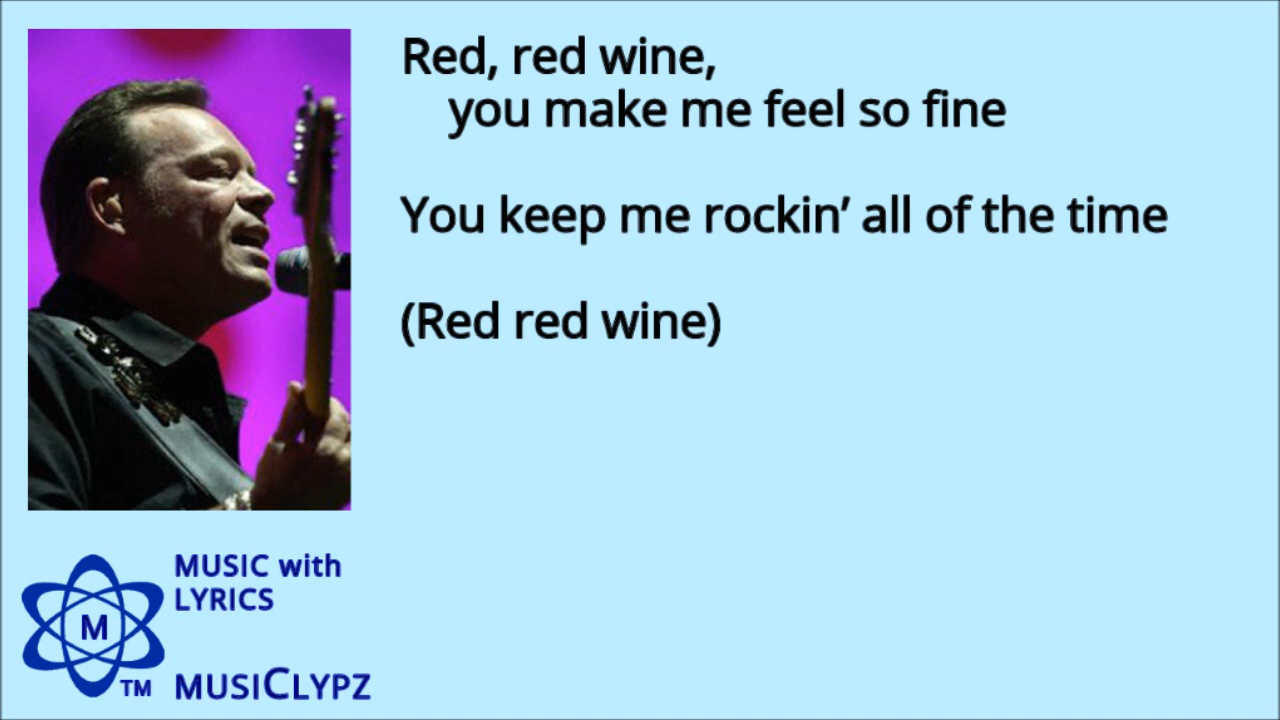 Red, red wine,
you make me feel so fine
You keep me rockin’ all of the time
(Red red wine)
MUSIC with
LYRICS
M
TM
MUSICLYPZ